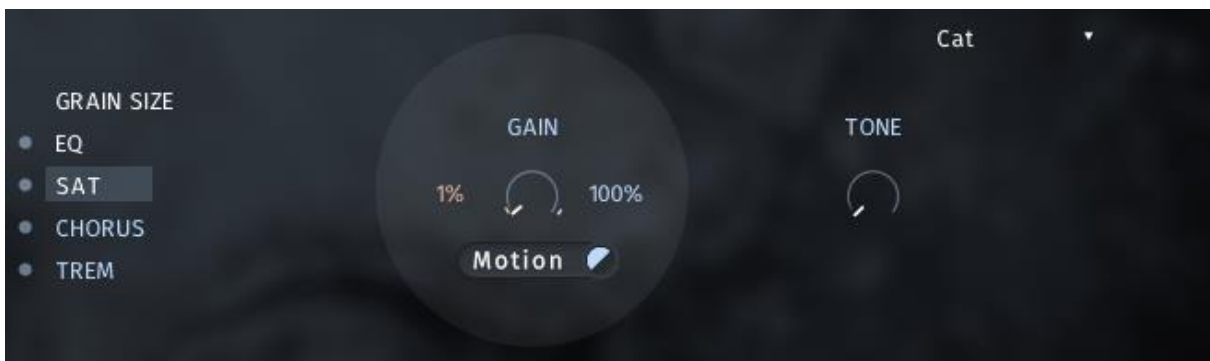 Cat
GRAIN SIZE
EQ
SAT
CHORUS
TREM
GAIN
1% 100%
Motion
TONE